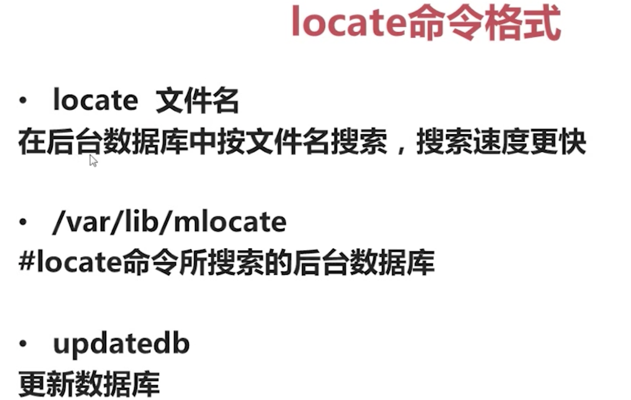 locate命令格式
• locate 文件名
在后台数据库中按文件名搜索，搜索速度更快
• /var/lib/mlocate
#locate命令所搜索的后台数据库
• updatedb
更新数据库